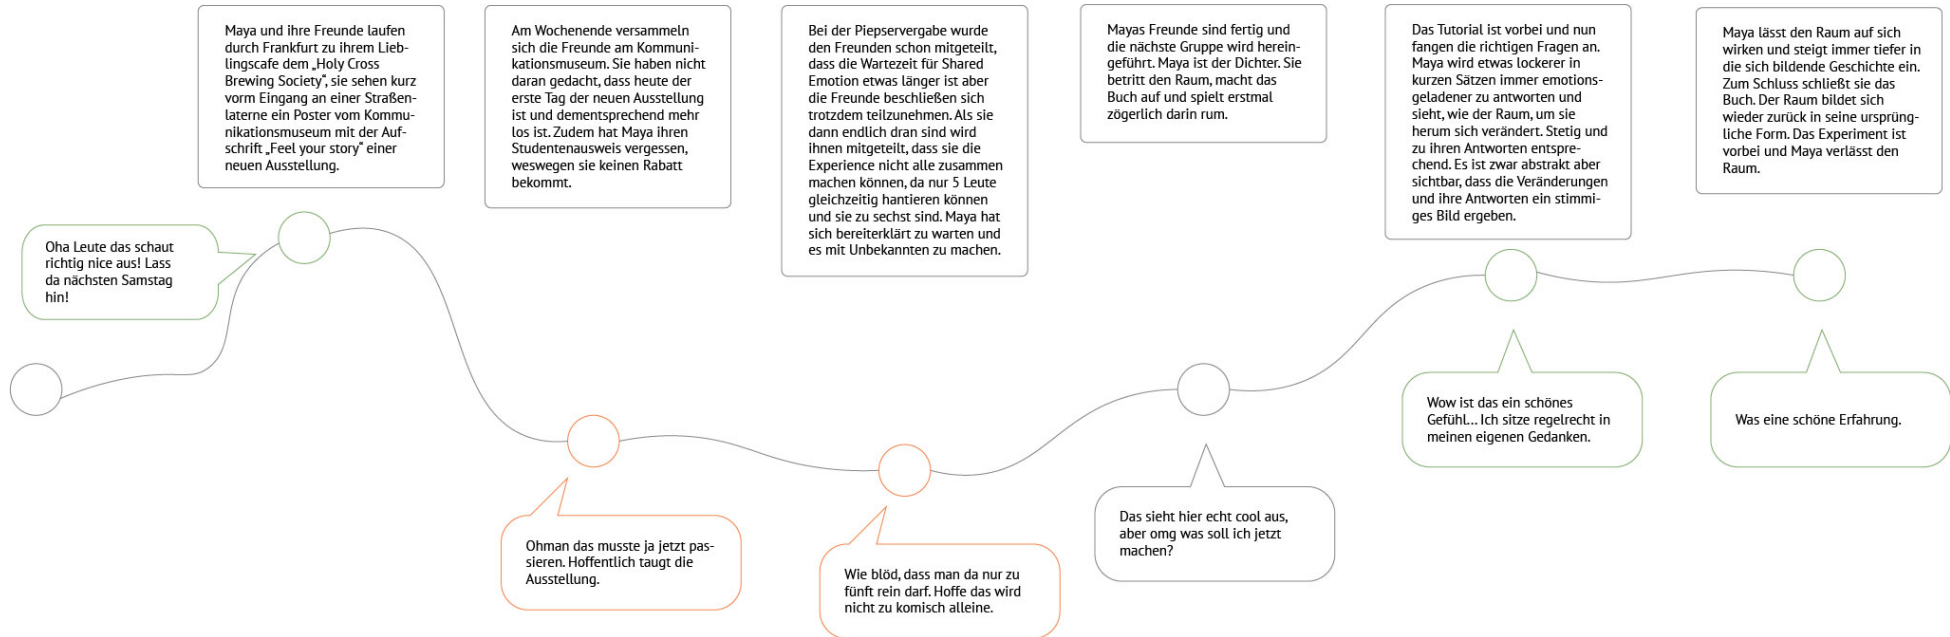 Maya und ihre Freunde laufen
durch Frankfurt zu ihrem Lieb-
lingscafe dem „Holy Cross
Brewing Society“, sie sehen kurz
vorm Eingang an einer Straßen-
laterne ein Poster vom Kommu-
nikationsmuseum mit der Auf-
schrift „Feel your story“ einer
neuen Ausstellung.
Am Wochenende versammeln
sich die Freunde am Kommuni-
kationsmuseum. Sie haben nicht
daran gedacht, dass heute der
erste Tag der neuen Ausstellung
ist und dementsprechend mehr
los ist. Zudem hat Maya ihren
Studentenausweis vergessen,
weswegen sie keinen Rabatt
bekommt.
Bei der Piepservergabe wurde
den Freunden schon mitgeteilt,
dass die Wartezeit für Shared
Emotion etwas länger ist aber
die Freunde beschließen sich
trotzdem teilzunehmen. Als sie
dann endlich dran sind wird
ihnen mitgeteilt, dass sie die
Experience nicht alle zusammen
machen können, da nur 5 Leute
gleichzeitig hantieren können
und sie zu sechst sind. Maya hat
sich bereiterklärt zu warten und
es mit Unbekannten zu machen.
Mayas Freunde sind fertig und
die nächste Gruppe wird herein-
geführt. Maya ist der Dichter. Sie
betritt den Raum, macht das
Buch auf und spielt erstmal
zögerlich darin rum.
Das Tutorial ist vorbei und nun
fangen die richtigen Fragen an.
Maya wird etwas lockerer in
kurzen Sätzen immer emotions-
geladener zu antworten und
sieht, wie der Raum, um sie
herum sich verändert. Stetig und
zu ihren Antworten entspre-
chend. Es ist zwar abstrakt aber
sichtbar, dass die Veränderungen
und ihre Antworten ein stimmi-
ges Bild ergeben.
Maya lässt den Raum auf sich
wirken und steigt immer tiefer in
die sich bildende Geschichte ein.
Zum Schluss schließt sie das
Buch. Der Raum bildet sich
wieder zurück in seine ursprüng-
liche Form. Das Experiment ist
vorbei und Maya verlässt den
Raum.
Oha Leute das schaut
richtig nice aus! Lass
da nächsten Samstag
hin!
Ohman das musste ja jetzt pas-
sieren. Hoffentlich taugt die
Ausstellung.
Wie blöd, dass man da nur zu
fünft rein darf. Hoffe das wird
nicht zu komisch alleine.
Das sieht hier echt cool aus,
aber omg was soll ich jetzt
machen?
Wow ist das ein schönes
Gefühl... Ich sitze regelrecht in
meinen eigenen Gedanken.
Was eine schöne Erfahrung.